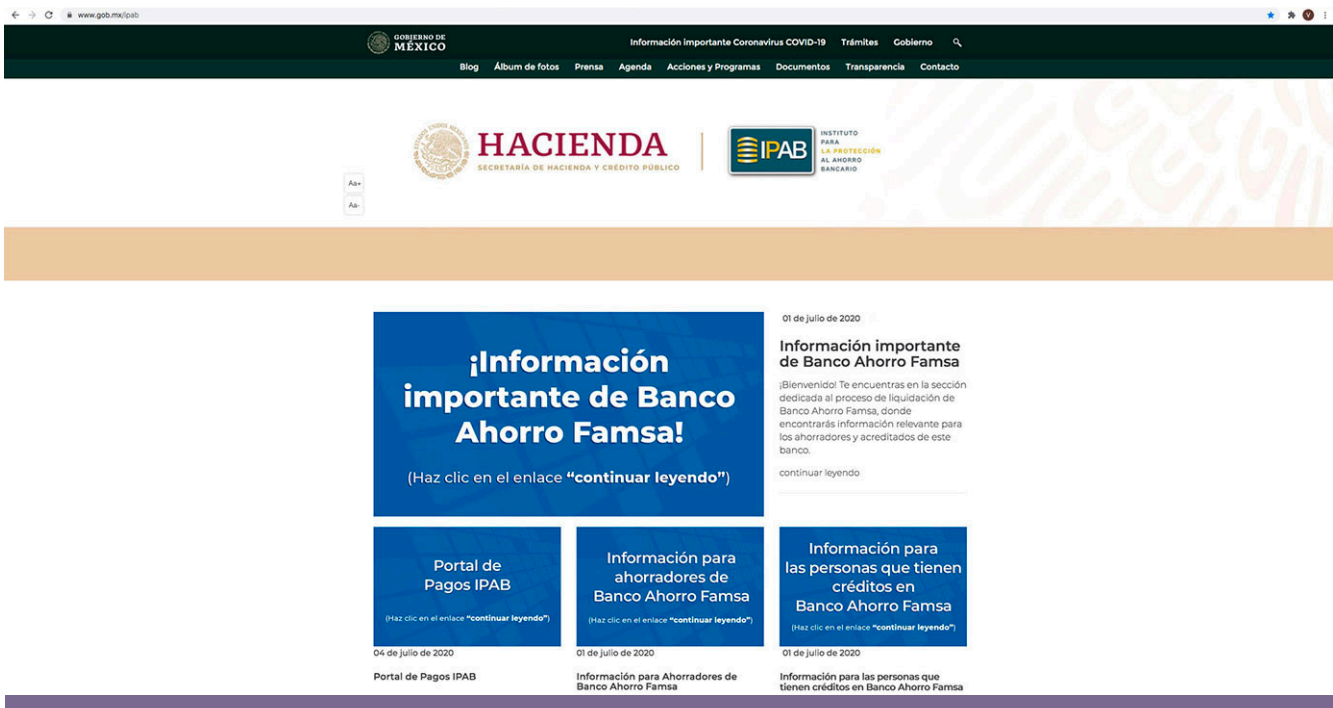 www.gob.mx/ipab
V
GOBIERNO DE
MÉXICO
Información importante Coronavirus COVID-19 Trámites Gobierno
Blog Álbum de fotos Prensa Agenda Acciones y Programas Documentos Transparencia Contacto
HACIENDA
SECRETARÍA DE HACIENDA Y CRÉDITO PÚBLICO
IPAB
INSTITUTO
PARA
LA PROTECCIÓN
AL AHORRO
BANCARIO
Aa+
Aa-
¡Información
importante de Banco
Ahorro Famsa!
(Haz clic en el enlace “continuar leyendo”)
01 de julio de 2020
Información importante
de Banco Ahorro Famsa
¡Bienvenido! Te encuentras en la sección
dedicada al proceso de liquidación de
Banco Ahorro Famsa, donde
encontrarás información relevante para
los ahorradores y acreditados de este
banco.
continuar leyendo
Portal de
Pagos IPAB
(Haz clic en el enlace “continuar leyendo”)
04 de julio de 2020
Portal de Pagos IPAB
Información para
ahorradores de
Banco Ahorro Famsa
(Haz clic en el enlace “continuar leyendo”)
01 de julio de 2020
Información para Ahorradores de
Banco Ahorro Famsa
Información para
las personas que tienen
créditos en
Banco Ahorro Famsa
(Haz clic en el enlace “continuar leyendo”)
01 de julio de 2020
Información para las personas que
tienen créditos en Banco Ahorro Famsa